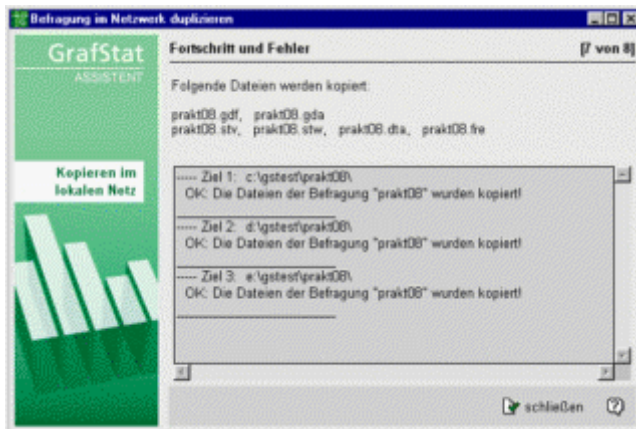 Befragung im Netzwerk duplizieren
GrafStat
ASSISTENT
Kopieren im
lokalen Netz
Fortschritt und Fehler [7 von 8]
Folgende Dateien werden kopiert:
prakt08.gdf, prakt08.gda
prakt08.stv, prakt08.stw, prakt08.dta, prakt08.fre
----- Ziel 1: c:\gstest\prakt08\
OK: Die Dateien der Befragung "prakt08" wurden kopiert!
----- Ziel 2: d:\gstest\prakt08\
OK: Die Dateien der Befragung "prakt08" wurden kopiert!
----- Ziel 3: e:\gstest\prakt08\
OK: Die Dateien der Befragung "prakt08" wurden kopiert!
schließen